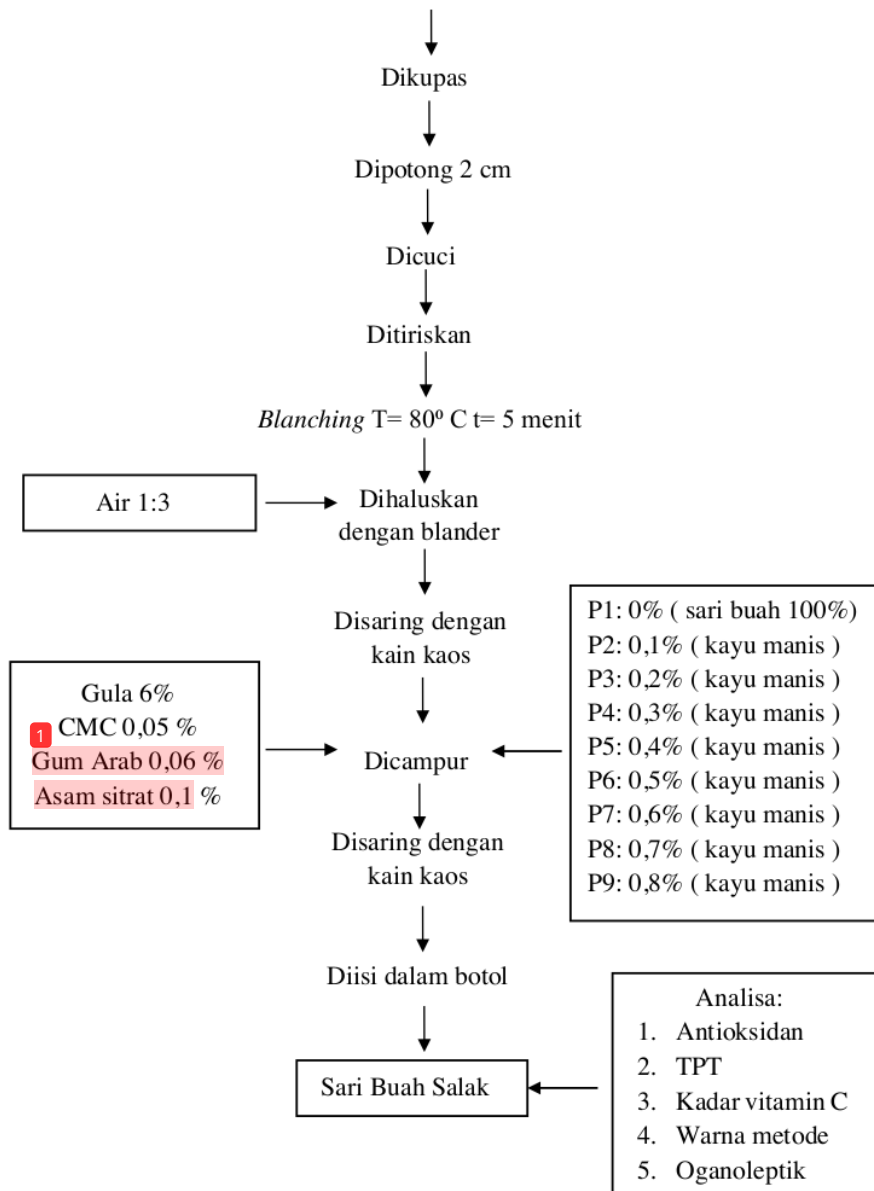 Dikupas
Dipotong 2 cm
Dicuci
Ditiriskan
Blanching T= 80⁰ C t= 5 menit
Air 1:3
Dihaluskan
dengan blander
Disaring dengan
kain kaos
Gula 6%
1
CMC 0,05 %
Gum Arab 0,06 %
Asam sitrat 0,1 %
Dicampur
P1: 0% ( sari buah 100%)
P2: 0,1% ( kayu manis )
P3: 0,2% ( kayu manis )
P4: 0,3% ( kayu manis )
P5: 0,4% ( kayu manis )
P6: 0,5% ( kayu manis )
P7: 0,6% ( kayu manis )
P8: 0,7% ( kayu manis )
P9: 0,8% ( kayu manis )
Disaring dengan
kain kaos
Diisi dalam botol
Sari Buah Salak
Analisa:
1. Antioksidan
2. TPT
3. Kadar vitamin C
4. Warna metode
5. Oganoleptik